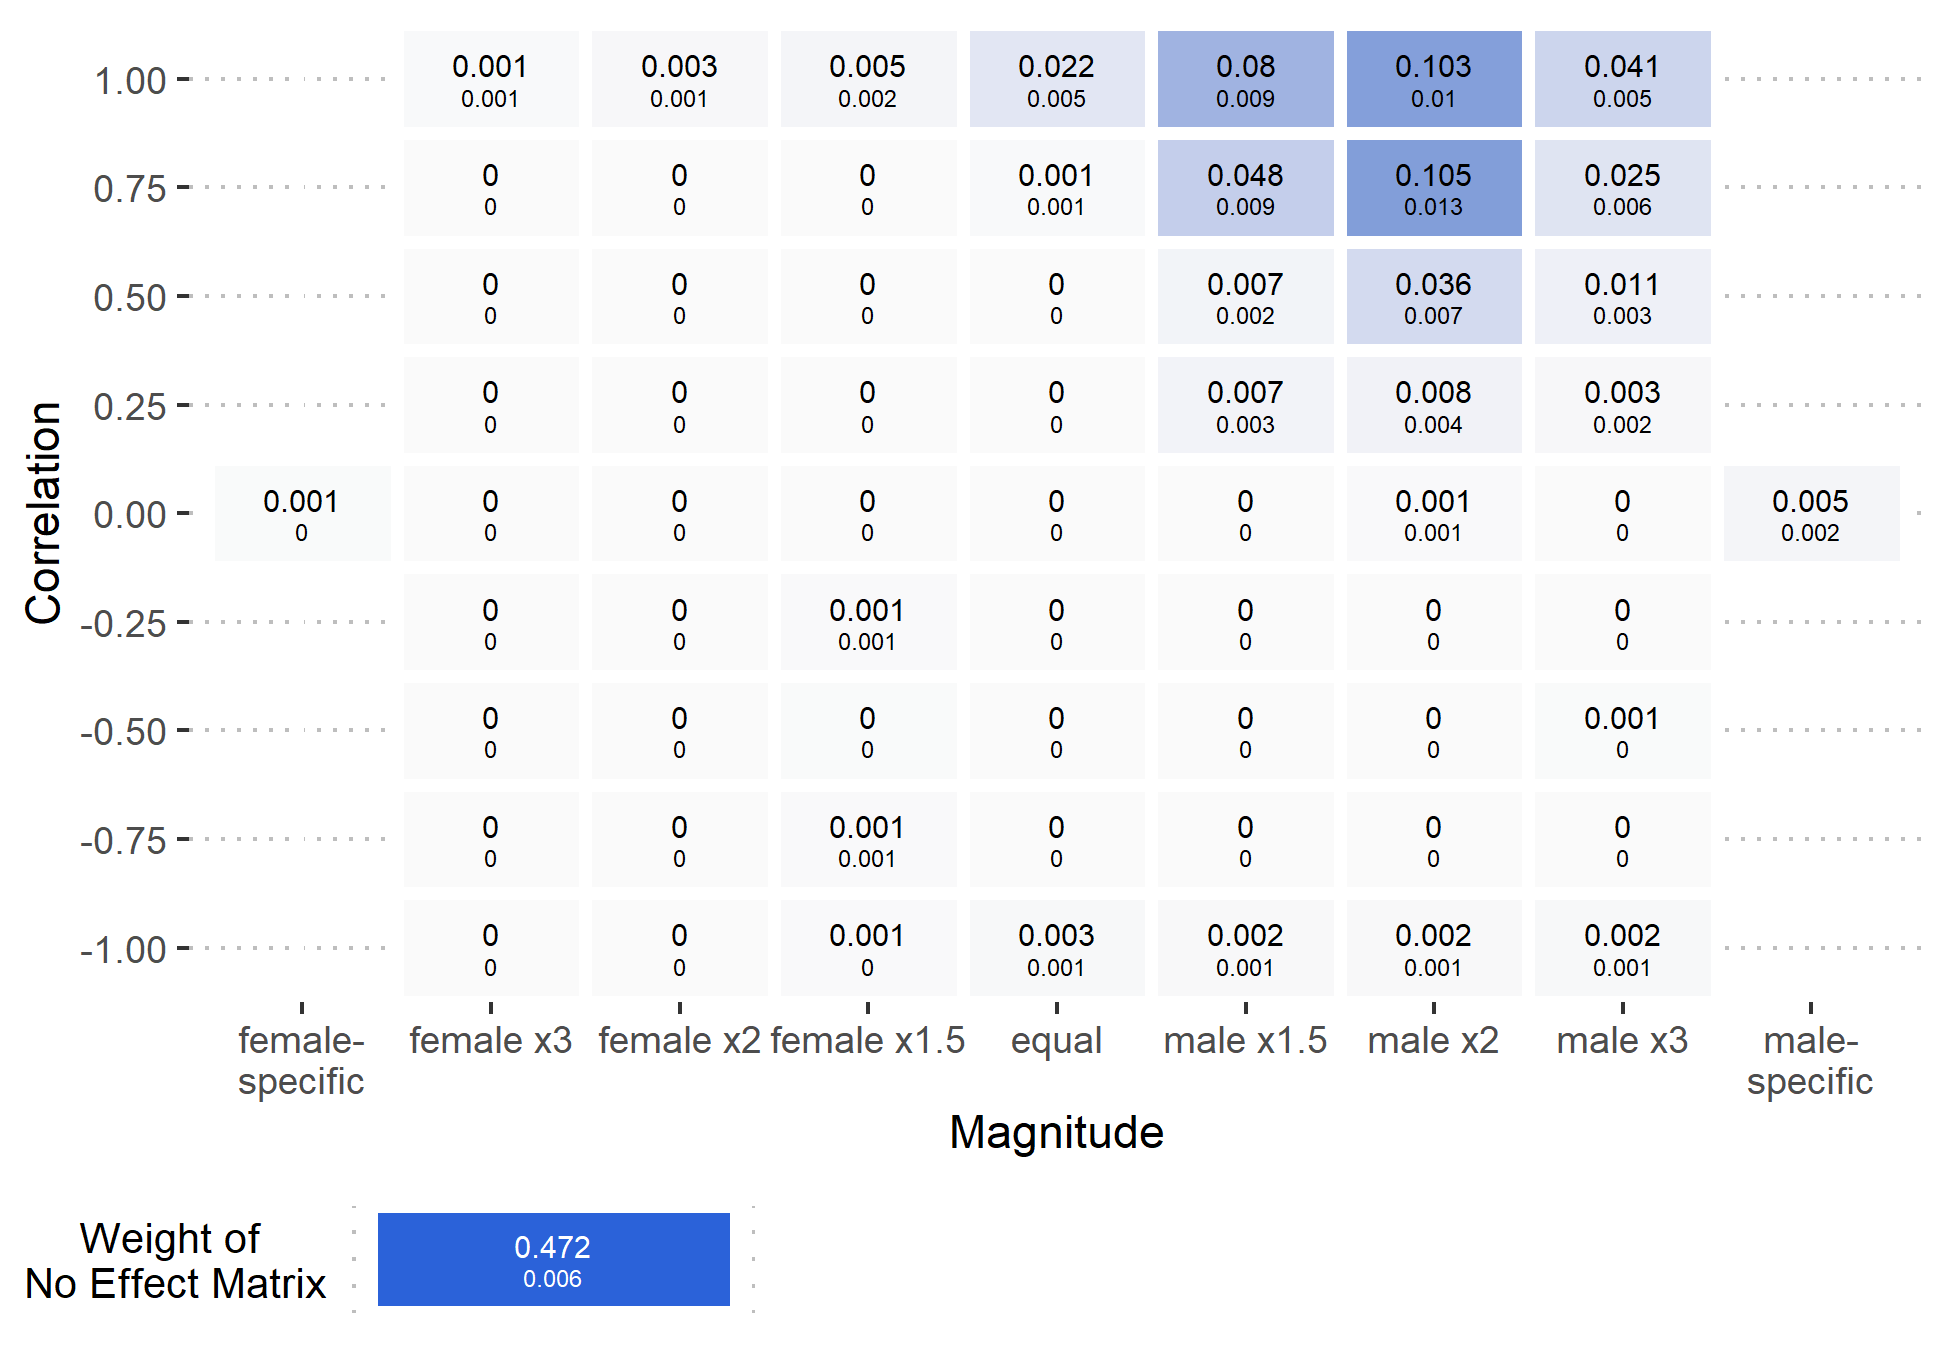 1.00 0.001 0.003 0.005 0.022 0.08 0.103 0.041
0.001 0.001 0.002 0.005 0.009 0.01 0.005
0.75 0 0 0 0.001 0.048 0.105 0.025
0 0 0 0.001 0.009 0.013 0.006
0.50 0 0 0 0 0.007 0.036 0.011
0 0 0 0 0.002 0.007 0.003
0.25 0 0 0 0 0.007 0.008 0.003
0 0 0 0 0.003 0.004 0.002
0.00 0.001 0 0 0 0 0 0.001 0 0.005
0 0 0 0 0 0 0.001 0 0.002
-0.25 0 0 0.001 0 0 0 0
0 0 0.001 0 0 0 0
-0.50 0 0 0 0 0 0 0.001
0 0 0 0 0 0 0
-0.75 0 0 0.001 0 0 0 0
0 0 0.001 0 0 0 0
-1.00 0 0 0.001 0.003 0.002 0.002 0.002
0 0 0 0.001 0.001 0.001 0.001
Correlation
female- female x3 female x2 female x1.5 equal male x1.5 male x2 male x3 male-
specific specific
Magnitude
Weight of
No Effect Matrix
0.472
0.006